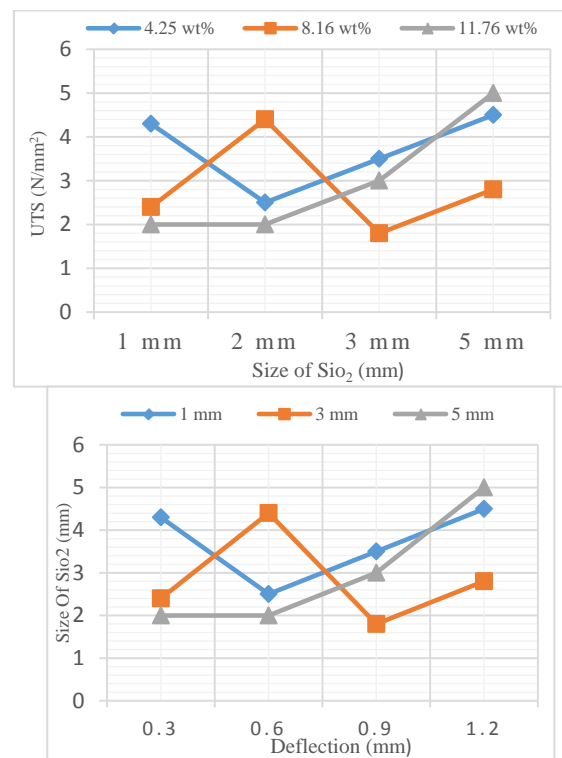 4.25 wt% 8.16 wt% 11.76 wt%
6
5
4
3
2
1
0
UTS (N/mm²)
1 mm 2 mm 3 mm 5 mm
Size of Sio₂ (mm)
1 mm 3 mm 5 mm
6
5
4
3
2
1
0
Size Of Sio2 (mm)
0.3 0.6 0.9 1.2
Deflection (mm)